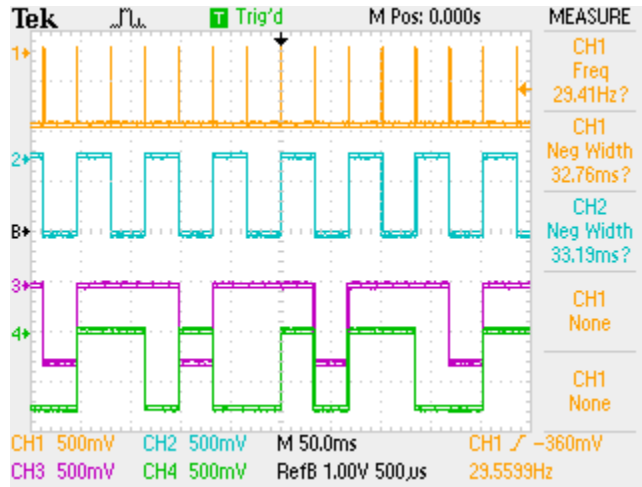 Tek T Trig'd M Pos: 0.000s MEASURE
1
CH1
Freq
29.41Hz?
CH1
Neg Width
32.76ms?
2
CH2
Neg Width
33.19ms?
B
3
CH1
None
4
CH1
None
CH1 500mV CH2 500mV M 50.0ms CH1 -360mV
CH3 500mV CH4 500mV RefB 1.00V 500µs 29.5599Hz